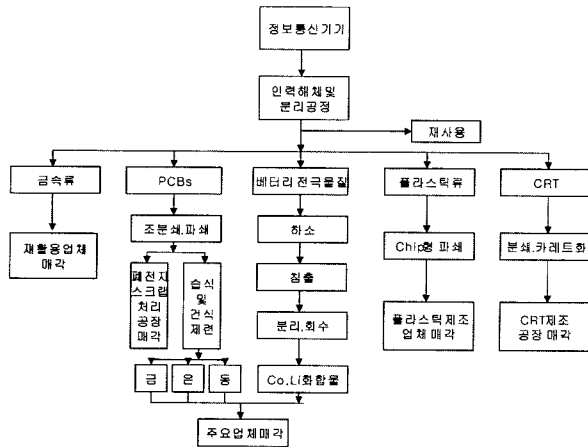 정보통신기기
인력해체및
분리공정
재사용
금속류
PCBs
베터리전극물질
플라스틱류
CRT
재활용업체
매각
조분쇄.파쇄
하소
Chip형 파쇄
분쇄.카레트화
폐전자
스크랩
처리
공장
매각
습식
및
건식
제련
침출
분리.회수
플라스틱제조
업체매각
CRT제조
공장 매각
금
은
동
Co.Li화합물
주요업체매각